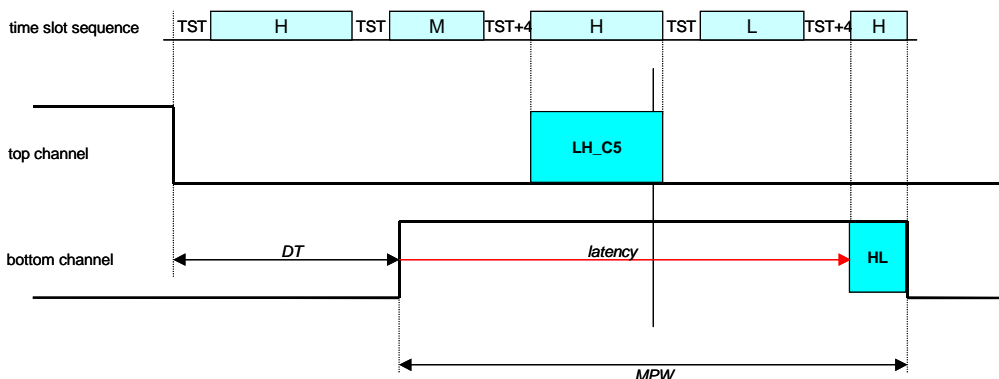 time slot sequence TST H TST M TST+4 H TST L TST+4 H
top channel LH_C5
bottom channel DT latency HL
MPW